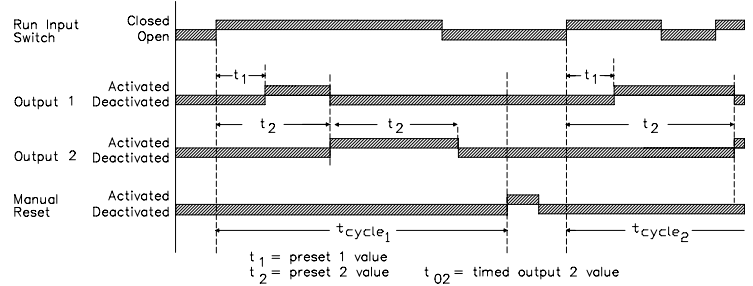 Run Input Switch
Closed
Open
t1
t1
Output 1
Activated
Deactivated
t2
t2
t2
Output 2
Activated
Deactivated
Manual Reset
Activated
Deactivated
tcycle1
tcycle2
t1 = preset 1 value
t2 = preset 2 value
t02 = timed output 2 value